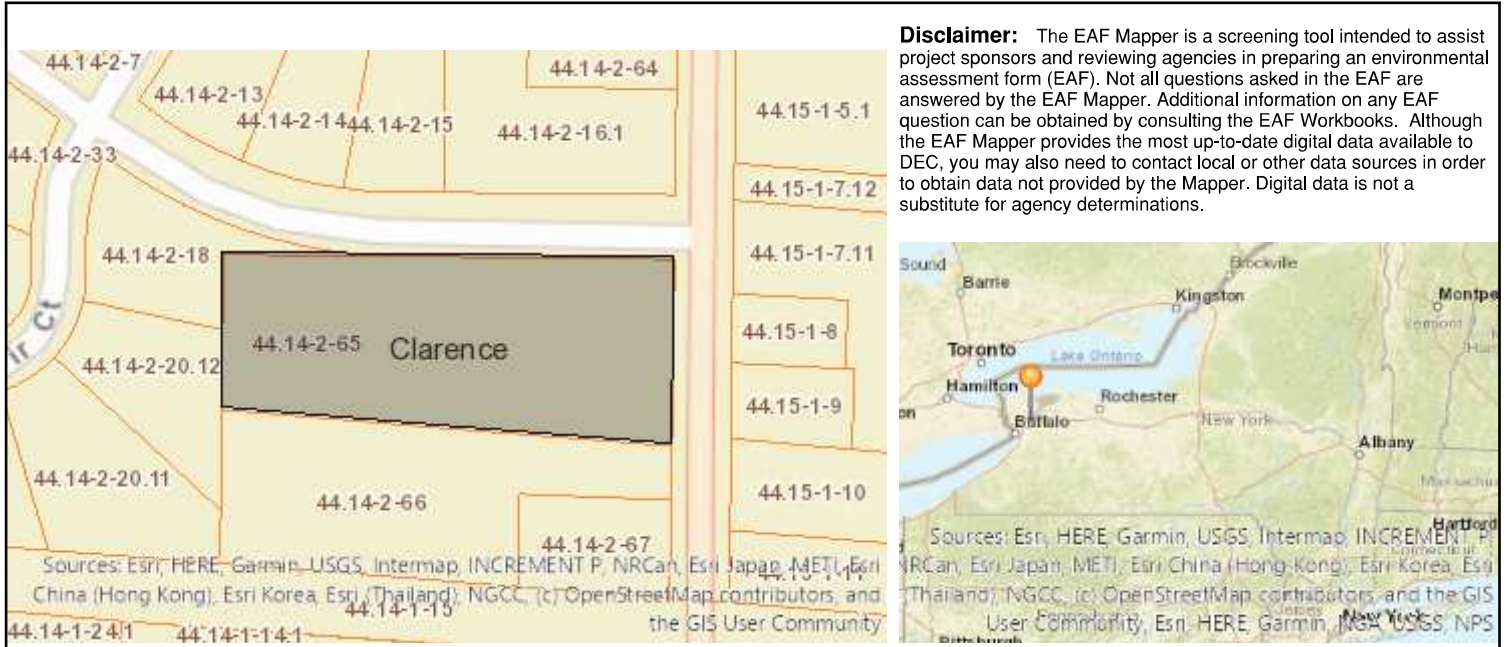 Disclaimer: The EAF Mapper is a screening tool intended to assist
project sponsors and reviewing agencies in preparing an environmental
assessment form (EAF). Not all questions asked in the EAF are
answered by the EAF Mapper. Additional information on any EAF
question can be obtained by consulting the EAF Workbooks. Although
the EAF Mapper provides the most up-to-date digital data available to
DEC, you may also need to contact local or other data sources in order
to obtain data not provided by the Mapper. Digital data is not a
substitute for agency determinations.
44.14-2-7
44.14-2-64
44.14-2-13
44.14-2-14
44.14-2-15
44.14-2-16.1
44.15-1-5.1
44.14-2-33
44.15-1-7.12
44.14-2-18
44.15-1-7.11
Ct
44.14-2-65
Clarence
44.15-1-8
44.14-2-20.12
44.15-1-9
44.14-2-20.11
44.14-2-66
44.15-1-10
44.14-2-67
Sources: Esri, HERE, Garmin, USGS, Intermap, INCREMENT P, NRCan, Esri Japan, METI, Esri
China (Hong Kong), Esri Korea, Esri (Thailand), NGCC, (c) OpenStreetMap contributors, and
the GIS User Community
44.14-1-15
44.14-1-24.1
44.14-1-14.1
Sound
Barrie
Brockville
Kingston
Montpe
Vermont
Toronto
Lake Ontario
Hamilton
Rochester
on
Buffalo
New York
Albany
Hartford
Sources: Esri, HERE, Garmin, USGS, Intermap, INCREMENT P,
NRCan, Esri Japan, METI, Esri China (Hong Kong), Esri Korea, Esri
(Thailand), NGCC, (c) OpenStreetMap contributors, and the GIS
User Community, Esri, HERE, Garmin, NGA, USGS, NPS
New York
Pittsburgh